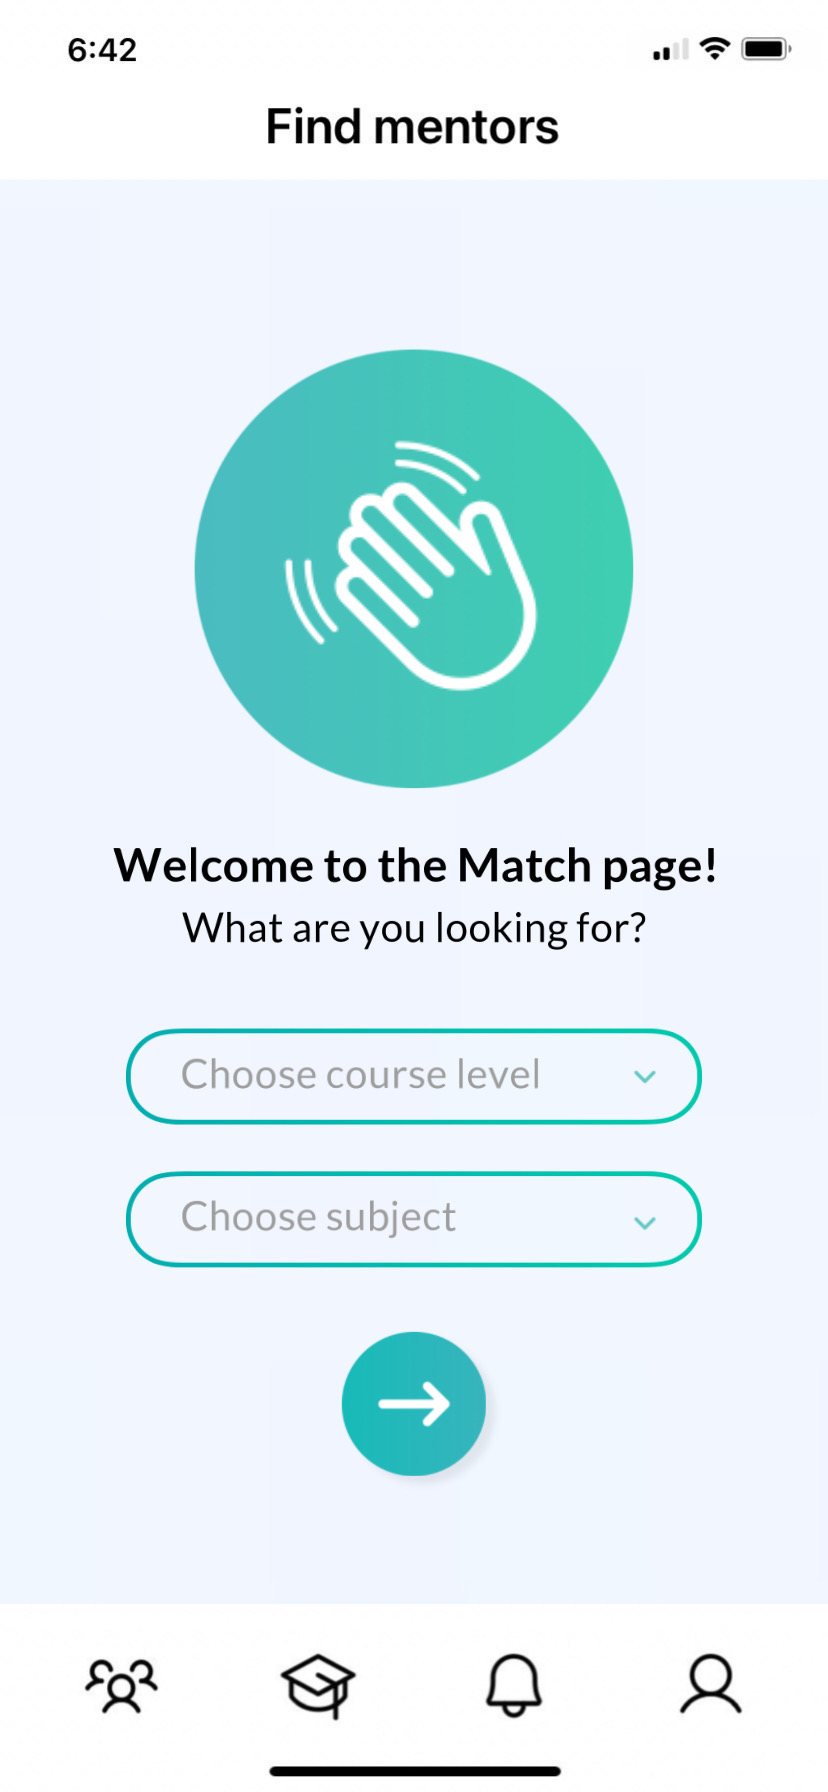 6:42
Find mentors
Welcome to the Match page!
What are you looking for?
Choose course level
Choose subject